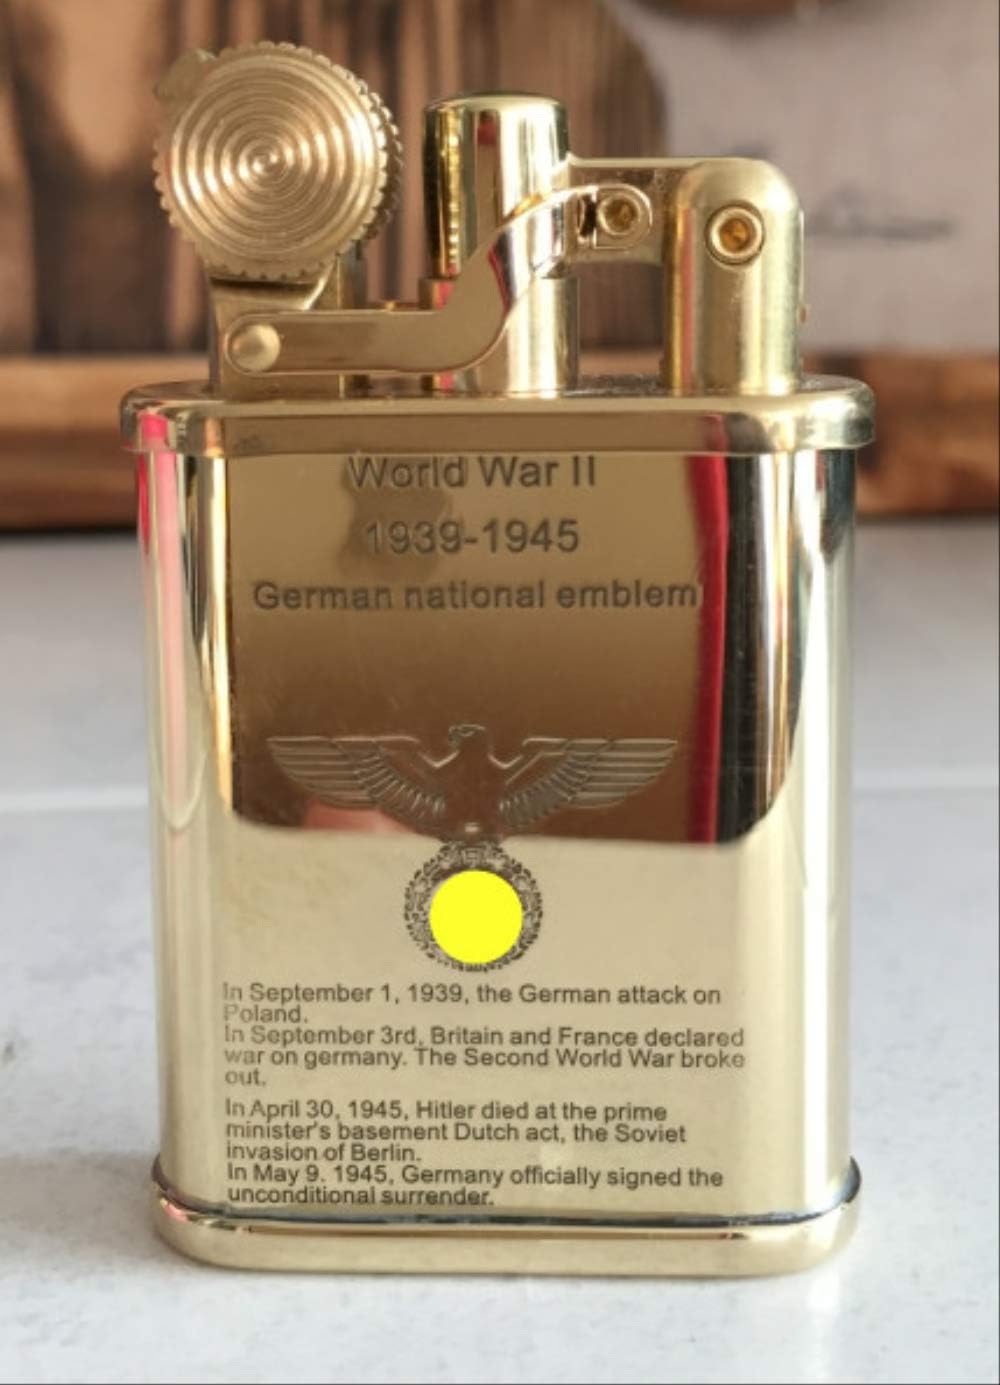 World War II
1939-1945
German national emblem
In September 1, 1939, the German attack on
Poland.
In September 3rd, Britain and France declared
war on germany. The Second World War broke
out.
In April 30, 1945, Hitler died at the prime
minister's basement Dutch act, the Soviet
invasion of Berlin.
In May 9. 1945, Germany officially signed the
unconditional surrender.